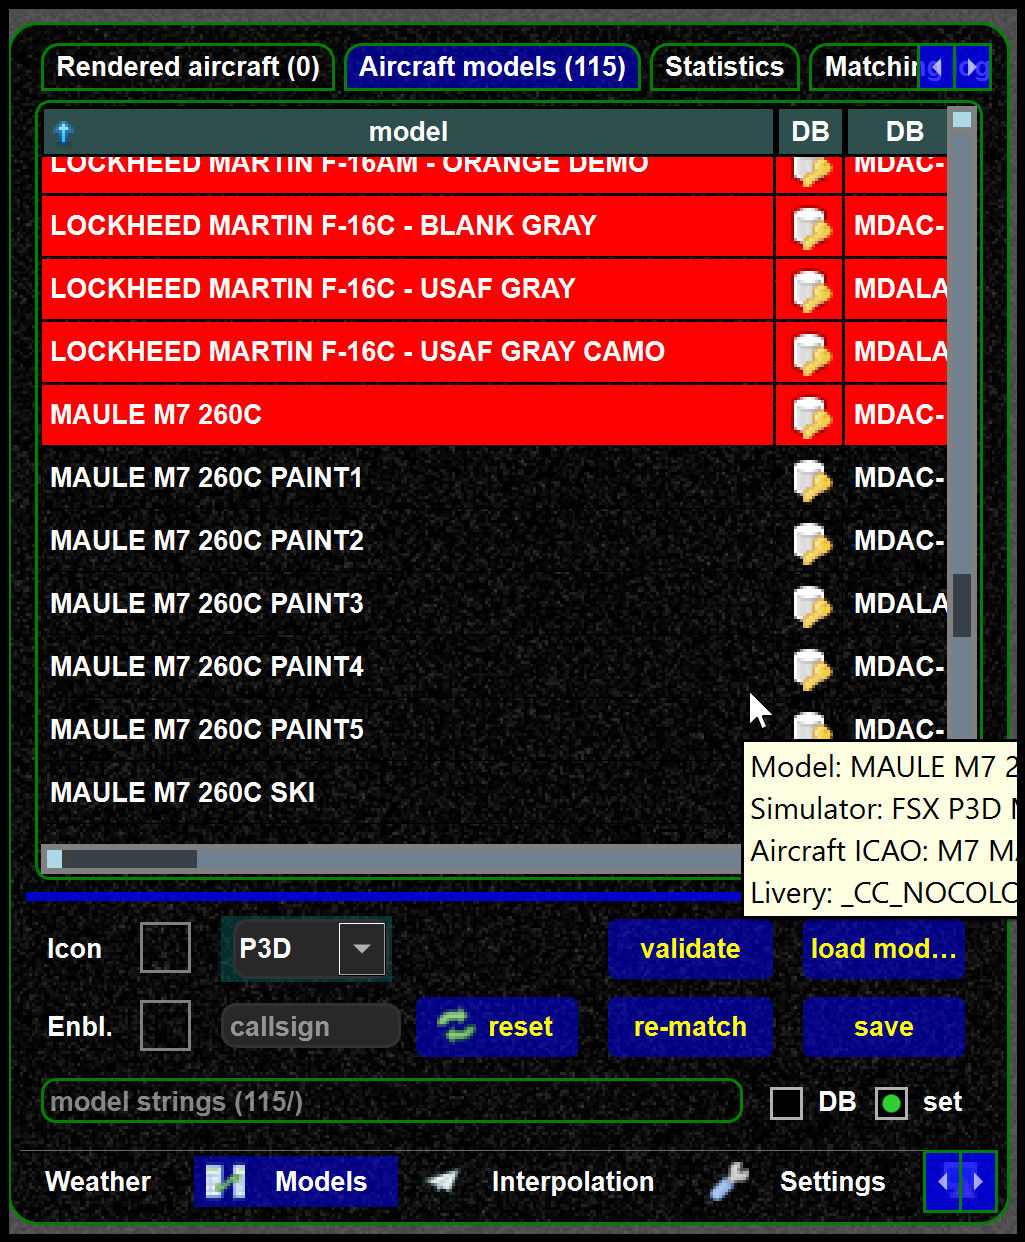 Rendered aircraft (0) Aircraft models (115) Statistics Matching log
model DB DB
LOCKHEED MARTIN F-16AM - ORANGE DEMO MDAC-
LOCKHEED MARTIN F-16C - BLANK GRAY MDAC-
LOCKHEED MARTIN F-16C - USAF GRAY MDALA
LOCKHEED MARTIN F-16C - USAF GRAY CAMO MDALA
MAULE M7 260C MDAC-
MAULE M7 260C PAINT1 MDAC-
MAULE M7 260C PAINT2 MDAC-
MAULE M7 260C PAINT3 MDALA
MAULE M7 260C PAINT4 MDAC-
MAULE M7 260C PAINT5 MDAC-
MAULE M7 260C SKI
Model: MAULE M7 2
Simulator: FSX P3D
Aircraft ICAO: M7 MA
Livery: _CC_NOCOLO
Icon P3D validate load mod...
Enbl. callsign reset re-match save
model strings (115/) DB set
Weather Models Interpolation Settings